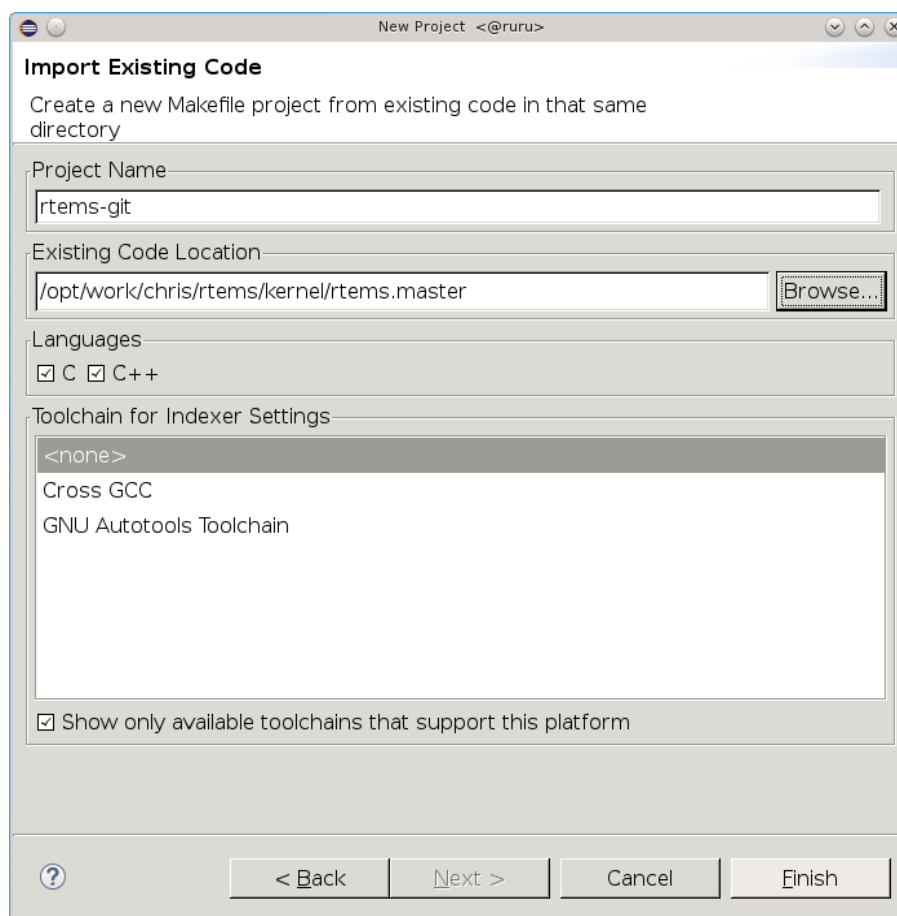 New Project <@ruru>
Import Existing Code
Create a new Makefile project from existing code in that same
directory
Project Name
rtems-git
Existing Code Location
/opt/work/chris/rtems/kernel/rtems.master
Browse...
Languages
C C++
Toolchain for Indexer Settings
<none>
Cross GCC
GNU Autotools Toolchain
Show only available toolchains that support this platform
? < Back Next > Cancel Finish